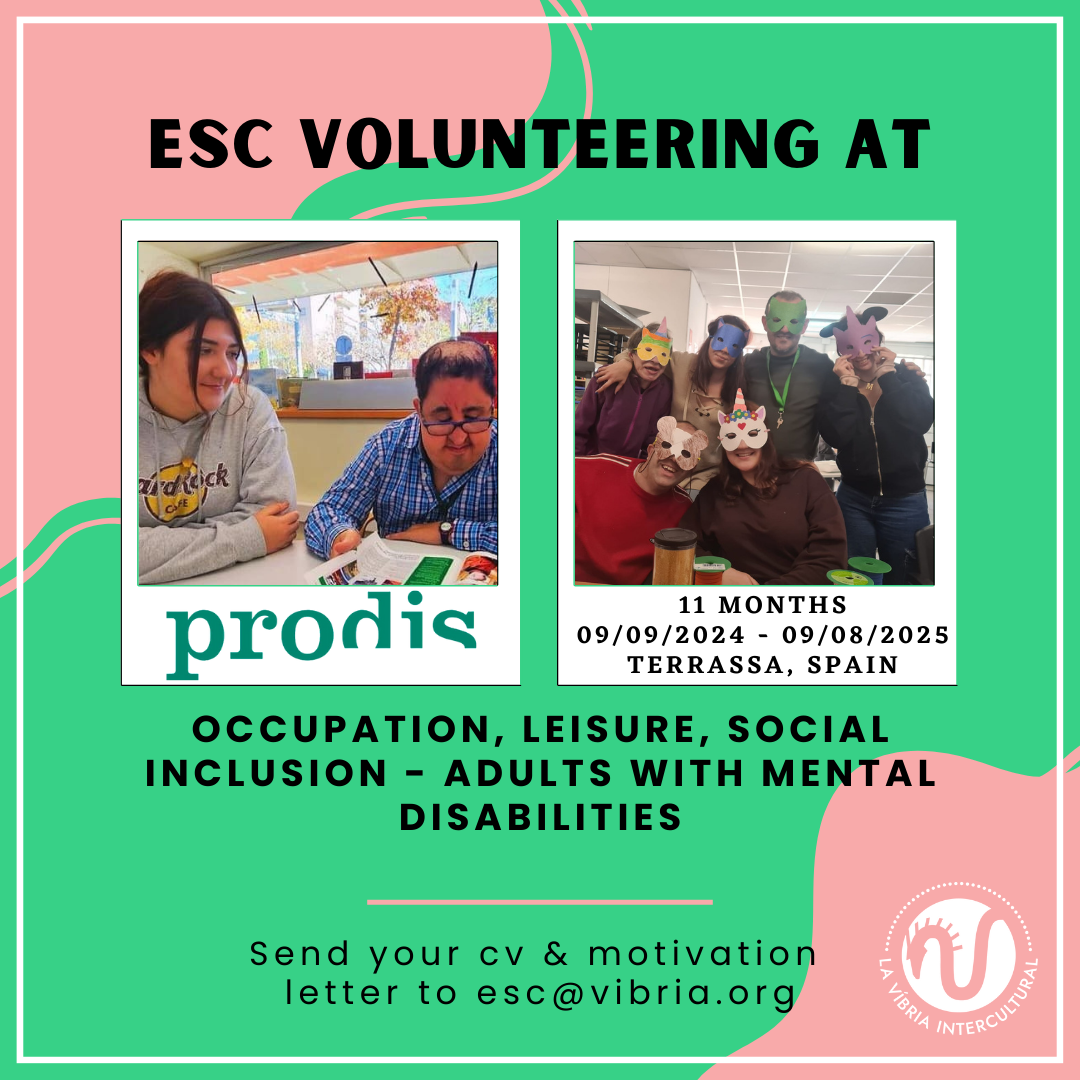 ESC VOLUNTEERING AT
ardRock
CAFE
prodis
11 MONTHS
09/09/2024 - 09/08/2025
TERRASSA, SPAIN
OCCUPATION, LEISURE, SOCIAL
INCLUSION - ADULTS WITH MENTAL
DISABILITIES
Send your cv & motivation
letter to esc@vibria.org
LA VÍBRIA INTERCULTURAL